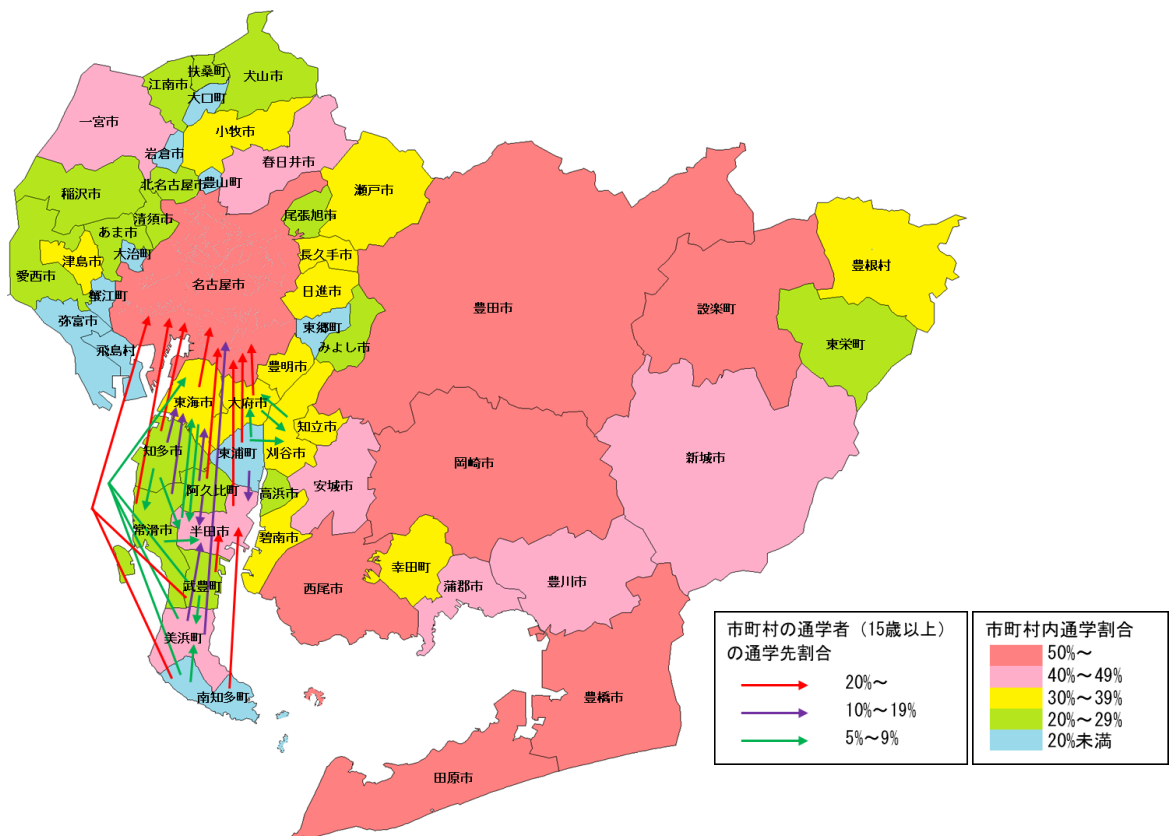 扶桑町
犬山市
江南市
大口町
一宮市
小牧市
岩倉市
春日井市
北名古屋市
豊山町
瀬戸市
稲沢市
清須市
尾張旭市
あま市
津島市
大治町
長久手市
愛西市
名古屋市
日進市
蟹江町
弥富市
東郷町
飛島村
みよし市
豊田市
設楽町
豊根村
東栄町
豊明市
東海市
大府市
知立市
知多市
東浦町
刈谷市
岡崎市
新城市
阿久比町
高浜市
安城市
常滑市
半田市
碧南市
武豊町
幸田町
西尾市
蒲郡市
豊川市
美浜町
南知多町
豊橋市
田原市
市町村の通学者（15歳以上）
の通学先割合
20%～
10%～19%
5%～9%
市町村内通学割合
50%～
40%～49%
30%～39%
20%～29%
20%未満